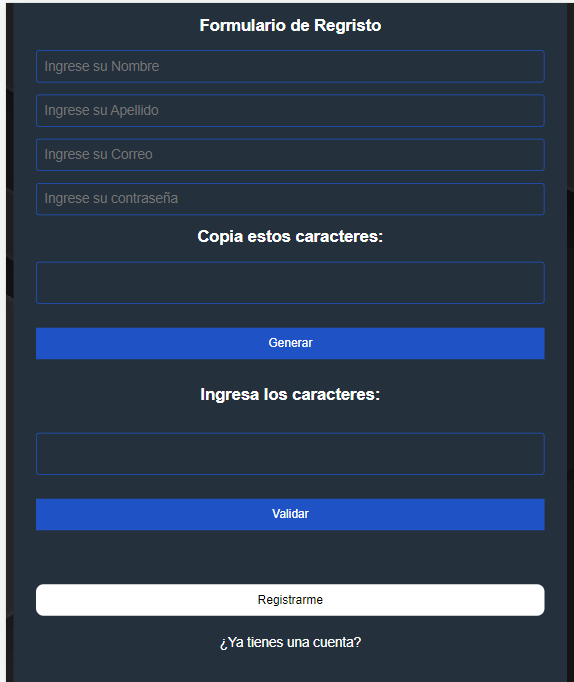 Formulario de Regristo
Ingrese su Nombre
Ingrese su Apellido
Ingrese su Correo
Ingrese su contraseña
Copia estos caracteres:
Generar
Ingresa los caracteres:
Validar
Registrarme
¿Ya tienes una cuenta?